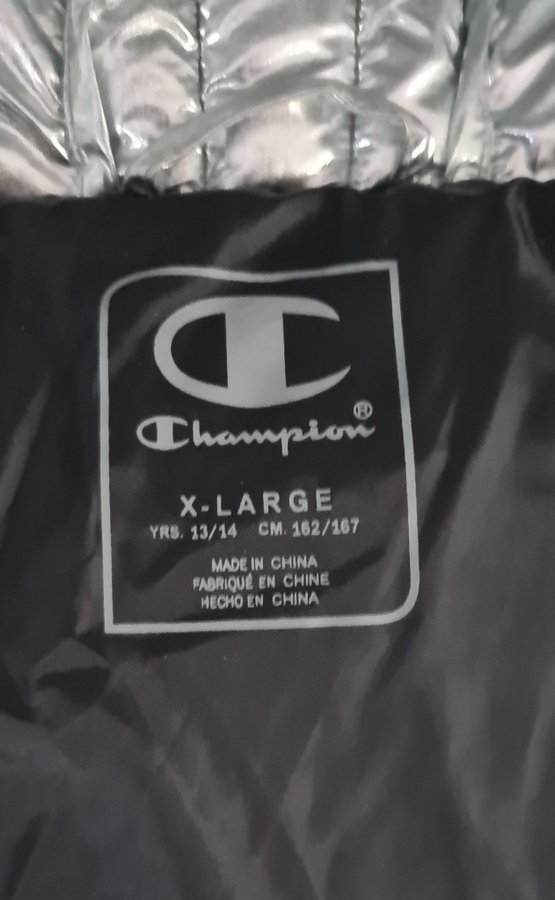 Champion®
X-LARGE
YRS. 13/14 CM. 162/167
MADE IN CHINA
FABRIQUÉ EN CHINE
HECHO EN CHINA